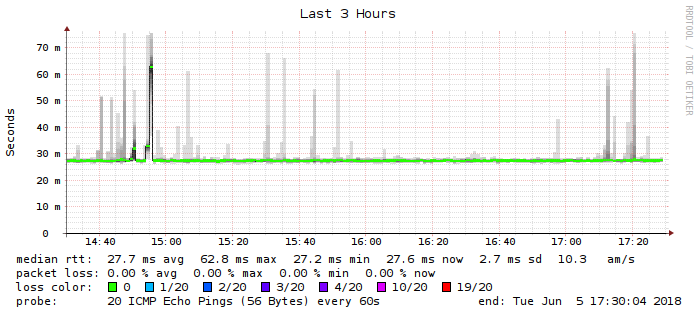 Last 3 Hours
RRDTOOL / TOBI OETIKER
Seconds
70 m
60 m
50 m
40 m
30 m
20 m
10 m
0
14:40 15:00 15:20 15:40 16:00 16:20 16:40 17:00 17:20
median rtt: 27.7 ms avg 62.8 ms max 27.2 ms min 27.6 ms now 2.7 ms sd 10.3 am/s
packet loss: 0.00 % avg 0.00 % max 0.00 % min 0.00 % now
loss color: 0 1/20 2/20 3/20 4/20 10/20 19/20
probe: 20 ICMP Echo Pings (56 Bytes) every 60s end: Tue Jun 5 17:30:04 2018